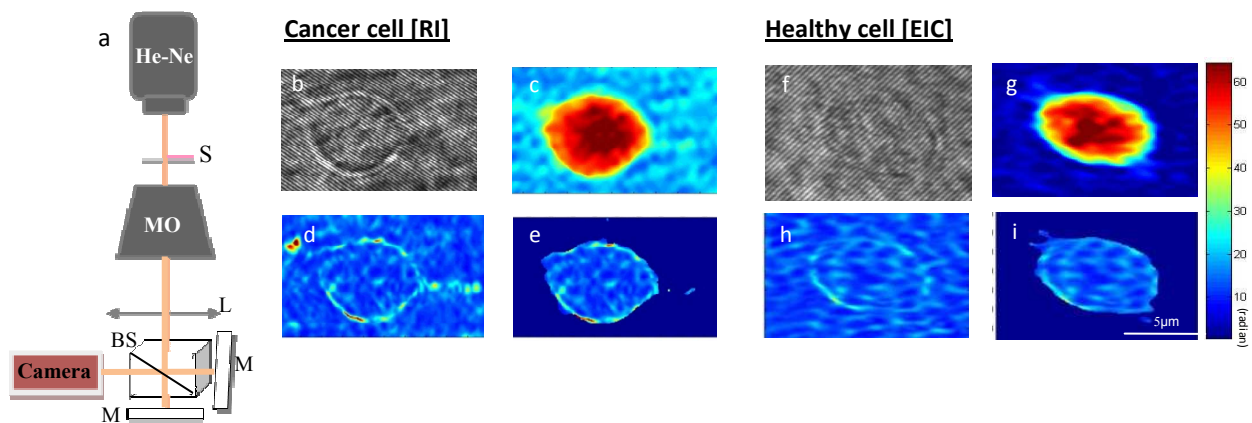 Cancer cell [RI]
Healthy cell [EIC]
a
He-Ne
S
MO
L
BS
M
Camera
M
b
c
d
e
f
g
h
i
5µm
60
50
40
30
20
10
(radian)